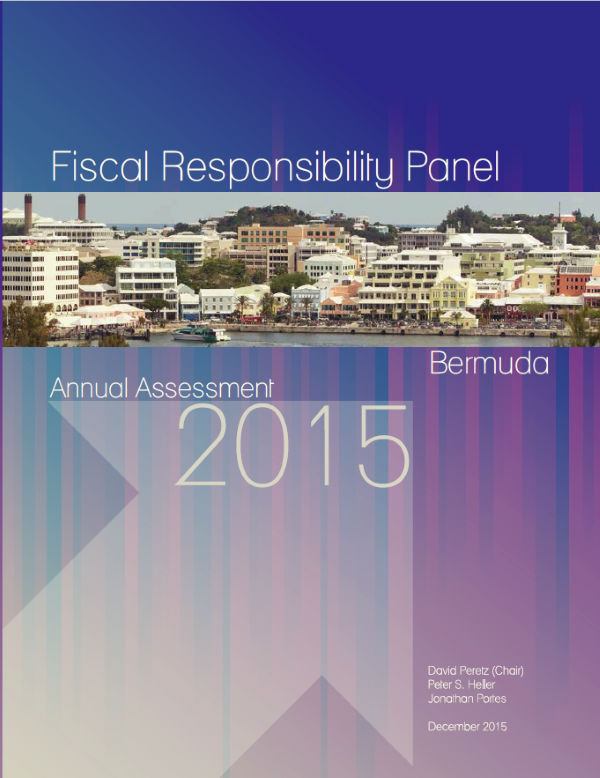 Fiscal Responsibility Panel
Bermuda
Annual Assessment
2015
David Peretz (Chair)
Peter S. Heller
Jonathan Portes
December 2015